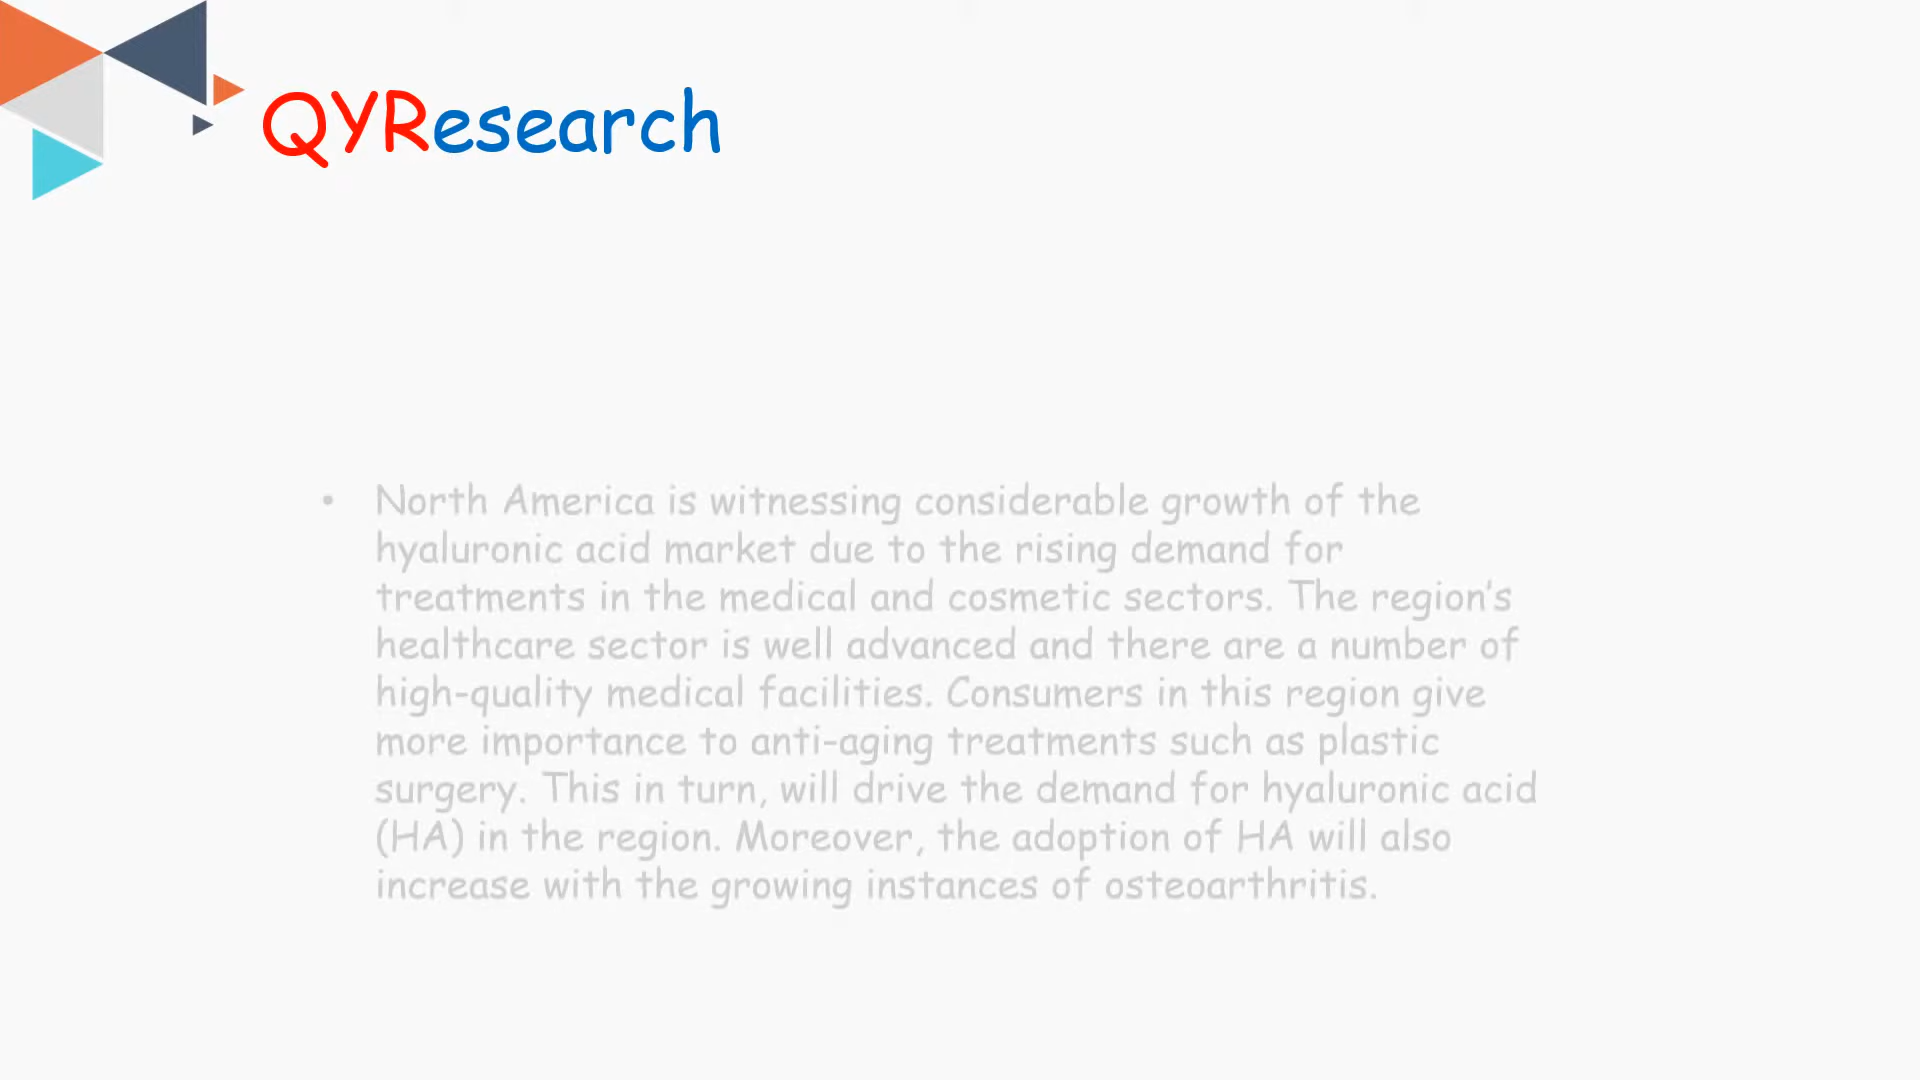 QYResearch
• North America is witnessing considerable growth of the
hyaluronic acid market due to the rising demand for
treatments in the medical and cosmetic sectors. The region's
healthcare sector is well advanced and there are a number of
high-quality medical facilities. Consumers in this region give
more importance to anti-aging treatments such as plastic
surgery. This in turn, will drive the demand for hyaluronic acid
(HA) in the region. Moreover, the adoption of HA will also
increase with the growing instances of osteoarthritis.